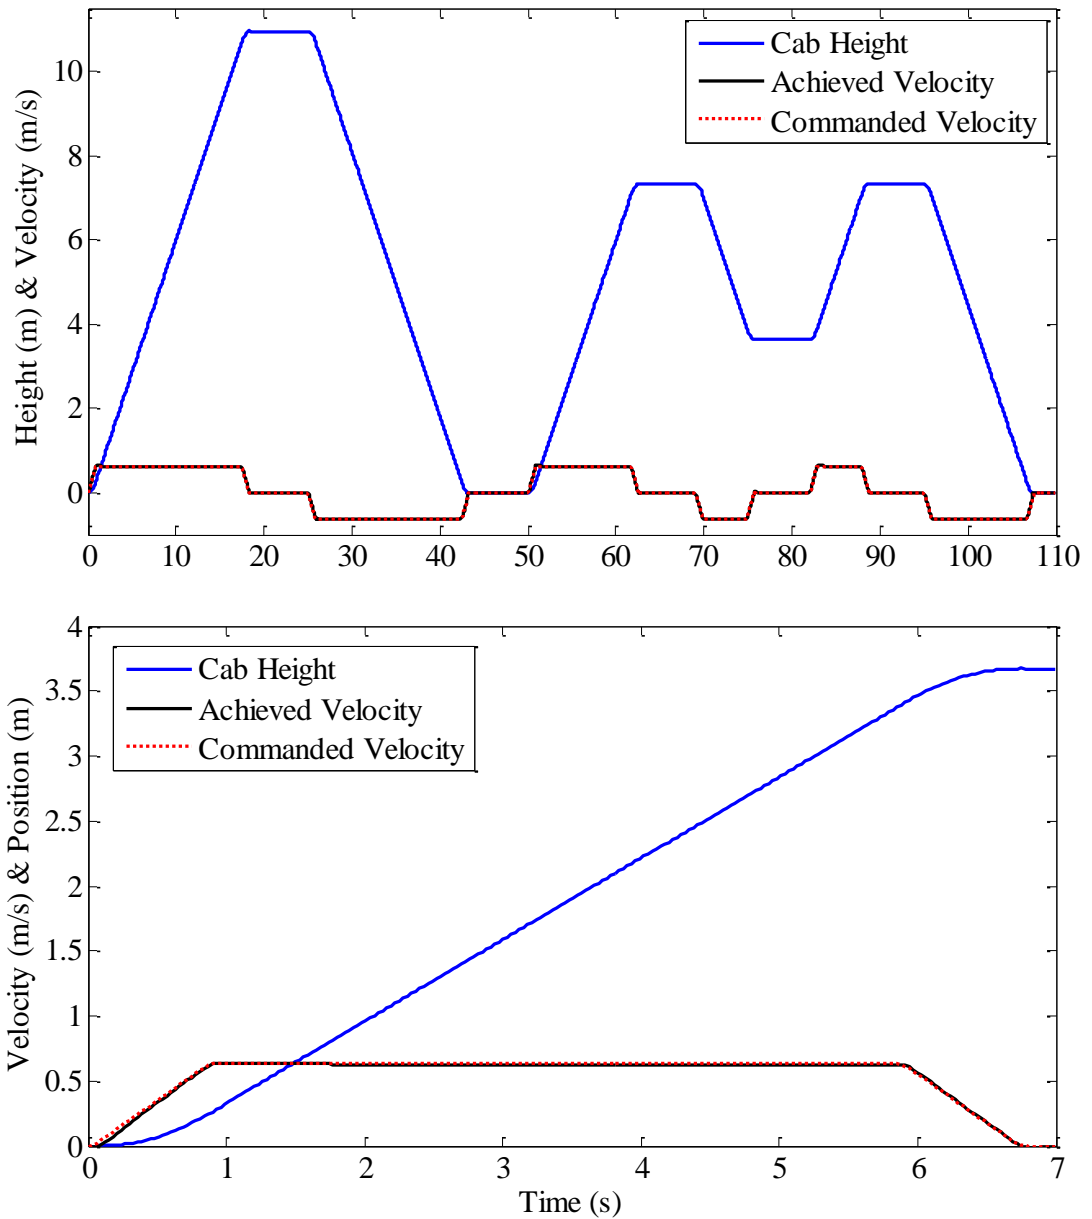 Height (m) & Velocity (m/s)
10
8
6
4
2
0
Cab Height
Achieved Velocity
Commanded Velocity
0 10 20 30 40 50 60 70 80 90 100 110
Velocity (m/s) & Position (m)
4
3.5
3
2.5
2
1.5
1
0.5
0
Cab Height
Achieved Velocity
Commanded Velocity
0 1 2 3 4 5 6 7
Time (s)